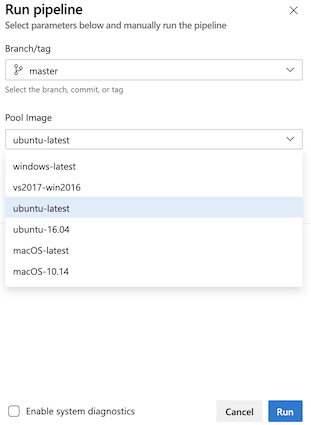 Run pipeline
Select parameters below and manually run the pipeline
Branch/tag
master
Select the branch, commit, or tag
Pool Image
ubuntu-latest
windows-latest
vs2017-win2016
ubuntu-latest
ubuntu-16.04
macOS-latest
macOS-10.14
Enable system diagnostics
Cancel
Run